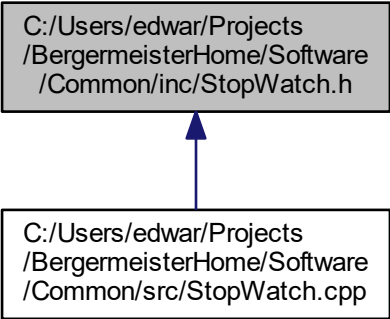 C:/Users/edwar/Projects
/BergermeisterHome/Software
/Common/inc/StopWatch.h
C:/Users/edwar/Projects
/BergermeisterHome/Software
/Common/src/StopWatch.cpp